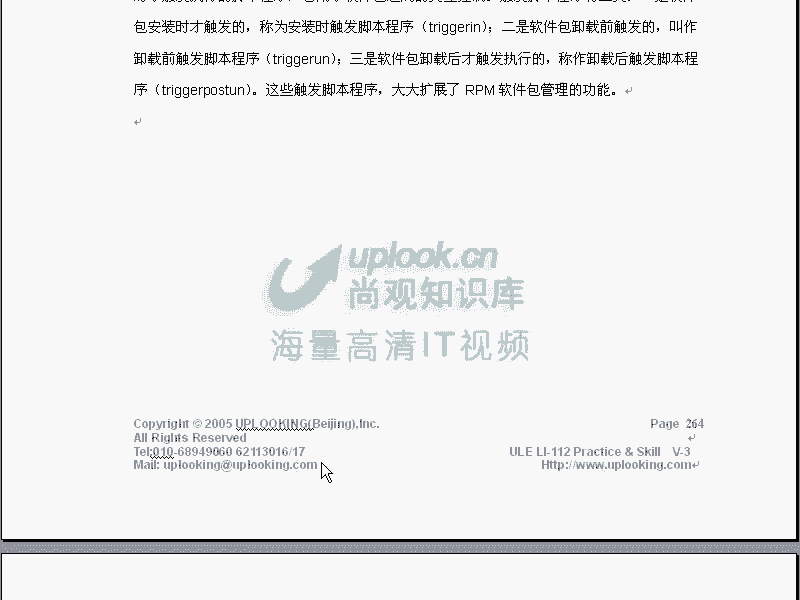 包安装时才触发的，称为安装时触发脚本程序（triggerin）；二是软件包卸载前触发的，叫作
卸载前触发脚本程序（triggerun）；三是软件包卸载后才触发执行的，称作卸载后触发脚本程
序（triggerpostun）。这些触发脚本程序，大大扩展了 RPM 软件包管理的功能。
uplook.cn
尚观知识库
海量高清IT视频
Copyright © 2005 UPLOOKING(Beijing),Inc.
Page 264
All Rights Reserved
Tel:010-68949060 62113016/17
ULE LI-112 Practice & Skill V-3
Mail: uplooking@uplooking.com
Http://www.uplooking.com